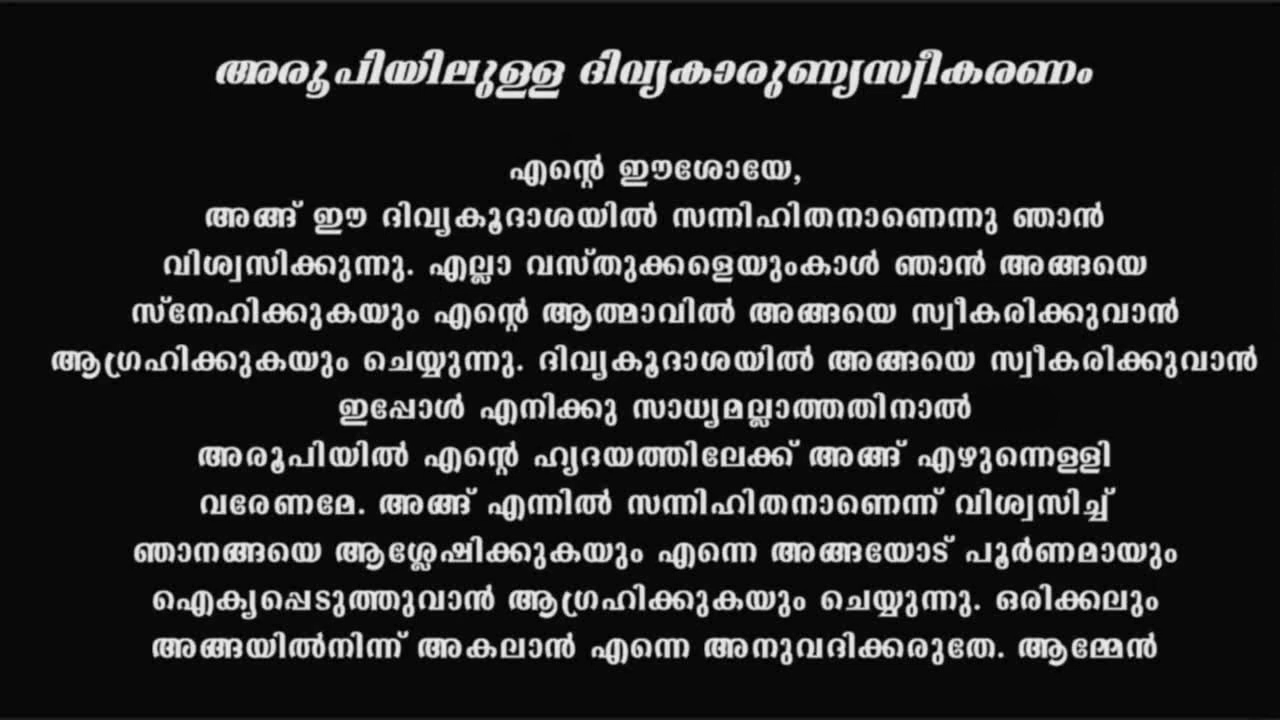 അരൂപിയിലുള്ള ദിവ്യകാരുണ്യസ്വീകരണം
എന്റെ ഈശോയേ,
അങ്ങ് ഈ ദിവ്യകൂദാശയിൽ സന്നിഹിതനാണെന്നു ഞാൻ
വിശ്വസിക്കുന്നു. എല്ലാ വസ്തുക്കളെയുംകാൾ ഞാൻ അങ്ങയെ
സ്നേഹിക്കുകയും എന്റെ ആത്മാവിൽ അങ്ങയെ സ്വീകരിക്കുവാൻ
ആഗ്രഹിക്കുകയും ചെയ്യുന്നു. ദിവ്യകൂദാശയിൽ അങ്ങയെ സ്വീകരിക്കുവാൻ
ഇപ്പോൾ എനിക്കു സാധ്യമല്ലാത്തതിനാൽ
അരൂപിയിൽ എന്റെ ഹൃദയത്തിലേക്ക് അങ്ങ് എഴുന്നെള്ളി
വരേണമേ. അങ്ങ് എന്നിൽ സന്നിഹിതനാണെന്ന് വിശ്വസിച്ച്
ഞാനങ്ങയെ ആശ്ലേഷിക്കുകയും എന്നെ അങ്ങയോട് പൂർണമായും
ഐക്യപ്പെടുത്തുവാൻ ആഗ്രഹിക്കുകയും ചെയ്യുന്നു. ഒരിക്കലും
അങ്ങയിൽനിന്ന് അകലാൻ എന്നെ അനുവദിക്കരുതേ. ആമ്മേൻ